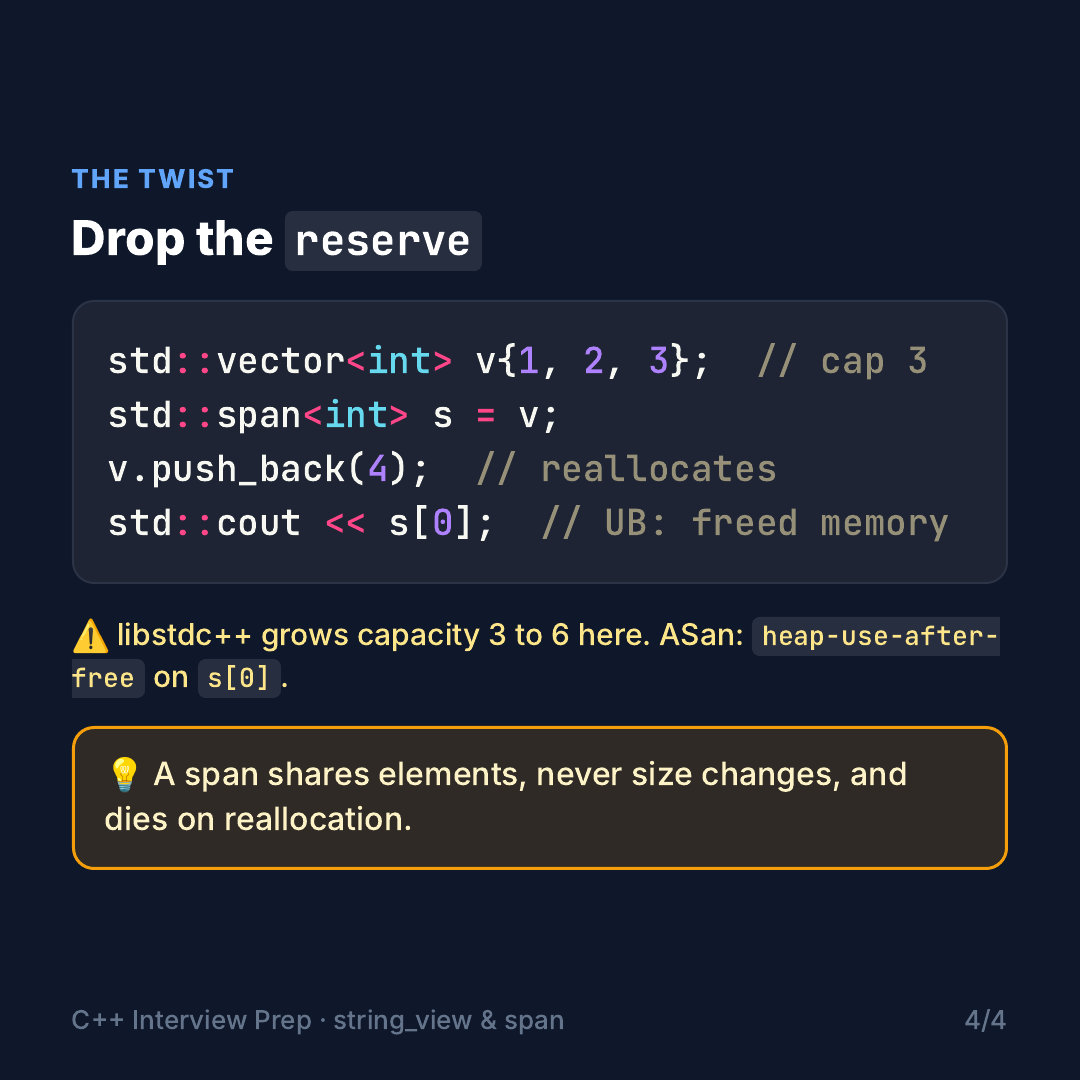 THE TWIST
Drop the reserve
std::vector<int> v{1, 2, 3};  // cap 3
std::span<int> s = v;
v.push_back(4);  // reallocates
std::cout << s[0];  // UB: freed memory
⚠️ libstdc++ grows capacity 3 to 6 here. ASan: heap-use-after-
free on s[0].
💡 A span shares elements, never size changes, and
dies on reallocation.
C++ Interview Prep · string_view & span
4/4